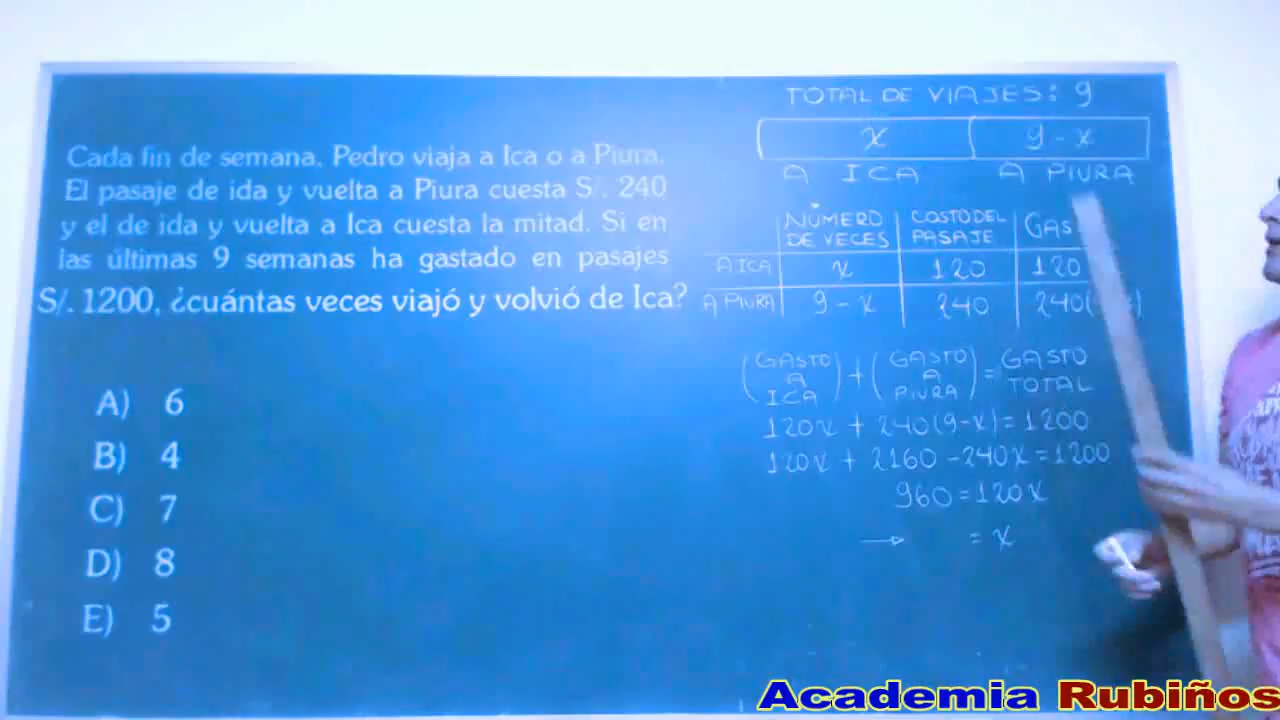 Cada fin de semana, Pedro viaja a Ica o a Piura.
El pasaje de ida y vuelta a Piura cuesta S/. 240
y el de ida y vuelta a Ica cuesta la mitad. Si en
las últimas 9 semanas ha gastado en pasajes
S/. 1200, ¿cuántas veces viajó y volvió de Ica?
A) 6
B) 4
C) 7
D) 8
E) 5
TOTAL DE VIAJES: 9
x 9 - x
A ICA A PIURA
NÚMERO DE VECES COSTO DEL PASAJE GAS
A ICA x 120 120
A PIURA 9 - x 240 240(
(GASTO A ICA) + (GASTO A PIURA) = GASTO TOTAL
120x + 240(9-x) = 1200
120x + 2160 - 240x = 1200
960 = 120x
→ = x
Academia Rubiños